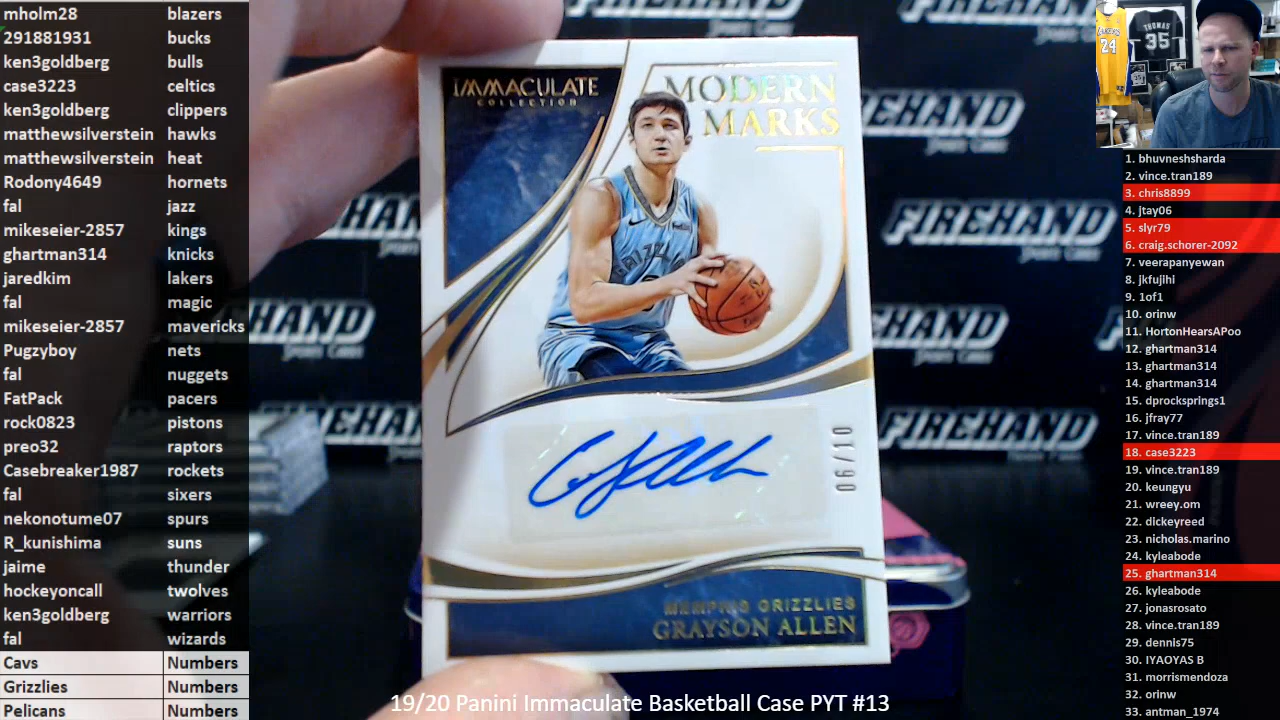 mholm28 blazers
291881931 bucks
ken3goldberg bulls
case3223 celtics
ken3goldberg clippers
matthewsilverstein hawks
matthewsilverstein heat
Rodony4649 hornets
fal jazz
mikeseier-2857 kings
ghartman314 knicks
jaredkim lakers
fal magic
mikeseier-2857 mavericks
Pugzyboy nets
fal nuggets
FatPack pacers
rock0823 pistons
preo32 raptors
Casebreaker1987 rockets
fal sixers
nekonotume07 spurs
R_kunishima suns
jaime thunder
hockeyoncall twolves
ken3goldberg warriors
fal wizards
Cavs Numbers
Grizzlies Numbers
Pelicans Numbers
IMMACULATE
COLLECTION
MODERN
MARKS
GRIZZLIES
06/10
MEMPHIS GRIZZLIES
GRAYSON ALLEN
FIREHAND
FIREHAND
FIREHAND
FIREHAND
19/20 Panini Immaculate Basketball Case PYT #13
LAKERS
24
THOMAS
35
1. bhuvneshsharda
2. vince.tran189
3. chris8899
4. jtay06
5. slyr79
6. craig.schorer-2092
7. veerapanyewan
8. jkfujihi
9. 1of1
10. orinw
11. HortonHearsAPoo
12. ghartman314
13. ghartman314
14. ghartman314
15. dprocksprings1
16. jfray77
17. vince.tran189
18. case3223
19. vince.tran189
20. keungyu
21. wreey.om
22. dickeyreed
23. nicholas.marino
24. kyleabode
25. ghartman314
26. kyleabode
27. jonasrosato
28. vince.tran189
29. dennis75
30. IYAOYAS B
31. morrismendoza
32. orinw
33. antman_1974